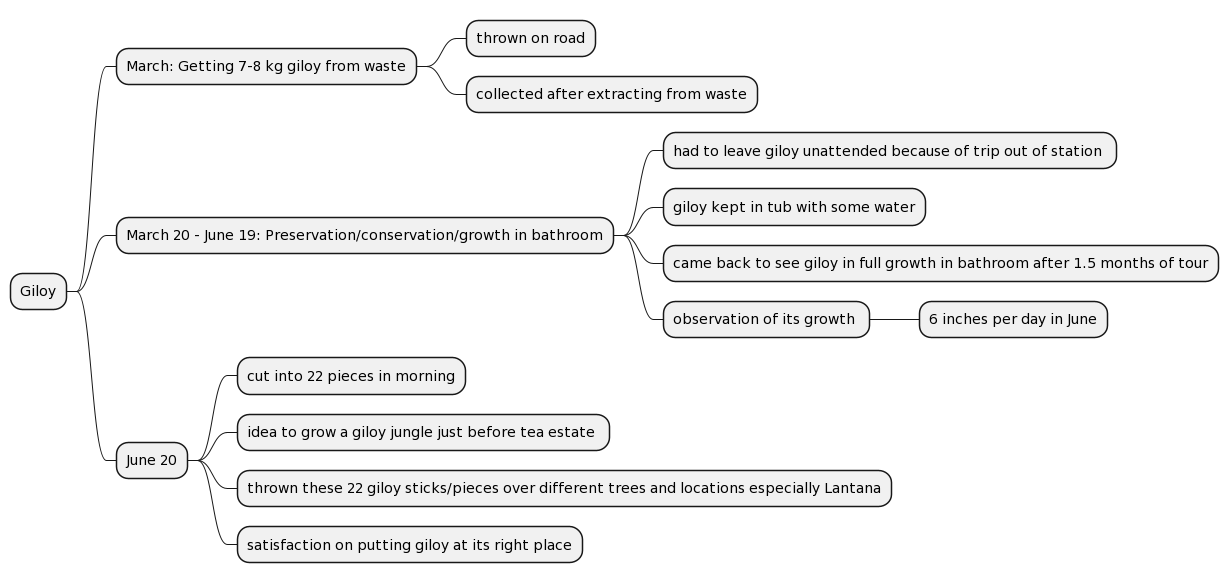 Giloy
March: Getting 7-8 kg giloy from waste
thrown on road
collected after extracting from waste
March 20 - June 19: Preservation/conservation/growth in bathroom
had to leave giloy unattended because of trip out of station
giloy kept in tub with some water
came back to see giloy in full growth in bathroom after 1.5 months of tour
observation of its growth
6 inches per day in June
June 20
cut into 22 pieces in morning
idea to grow a giloy jungle just before tea estate
thrown these 22 giloy sticks/pieces over different trees and locations especially Lantana
satisfaction on putting giloy at its right place